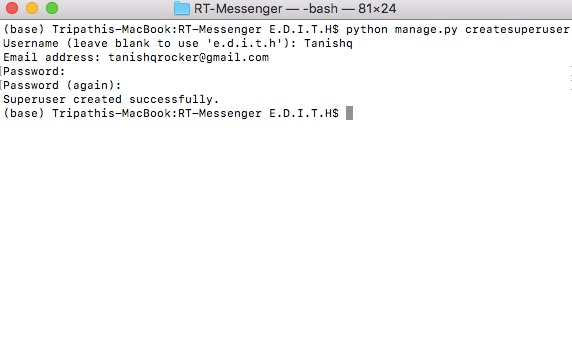 RT-Messenger — -bash — 81×24
(base) Tripathis-MacBook:RT-Messenger E.D.I.T.H$ python manage.py createsuperuser
Username (leave blank to use 'e.d.i.t.h'): Tanishq
Email address: tanishqrocker@gmail.com
Password:
Password (again):
Superuser created successfully.
(base) Tripathis-MacBook:RT-Messenger E.D.I.T.H$